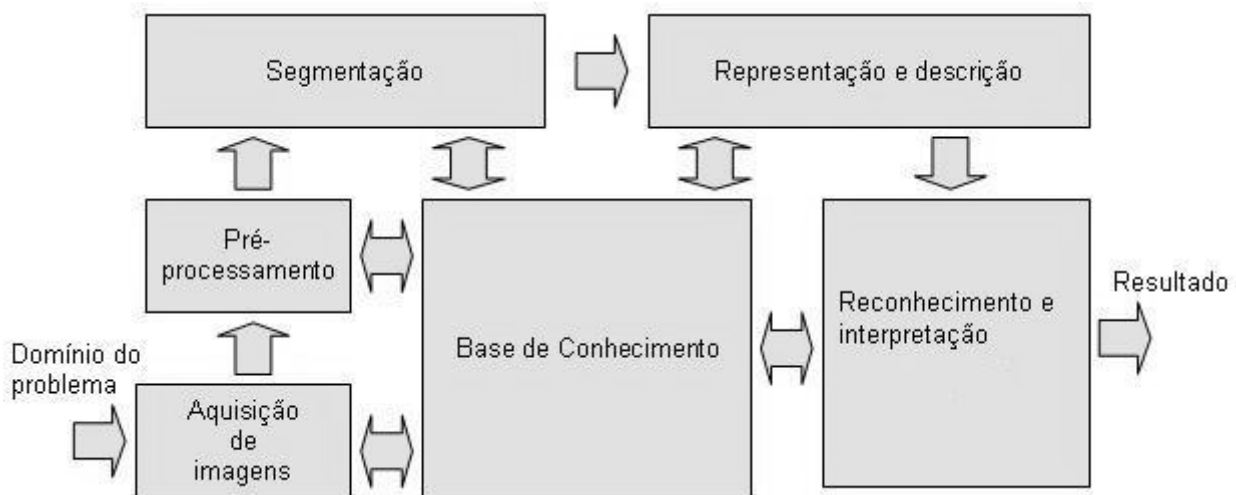 Segmentação
Representação e descrição
Pré-
processamento
Base de Conhecimento
Reconhecimento e
interpretação
Resultado
Domínio do
problema
Aquisição
de
imagens